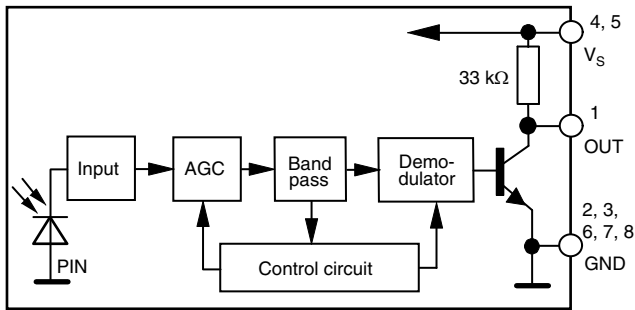 4, 5
V_S
33 kΩ
1
OUT
Input
AGC
Band
pass
Demo-
dulator
2, 3,
6, 7, 8
GND
PIN
Control circuit